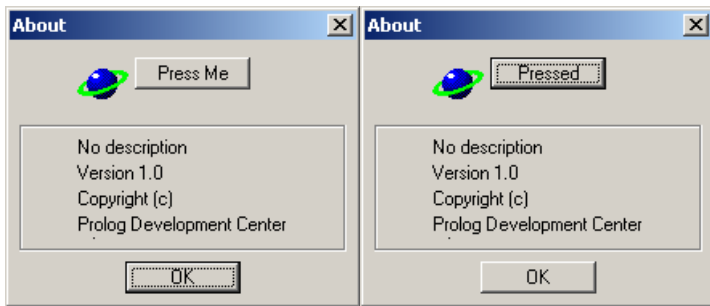 About
Press Me
No description
Version 1.0
Copyright (c)
Prolog Development Center
OK
About
Pressed
No description
Version 1.0
Copyright (c)
Prolog Development Center
OK